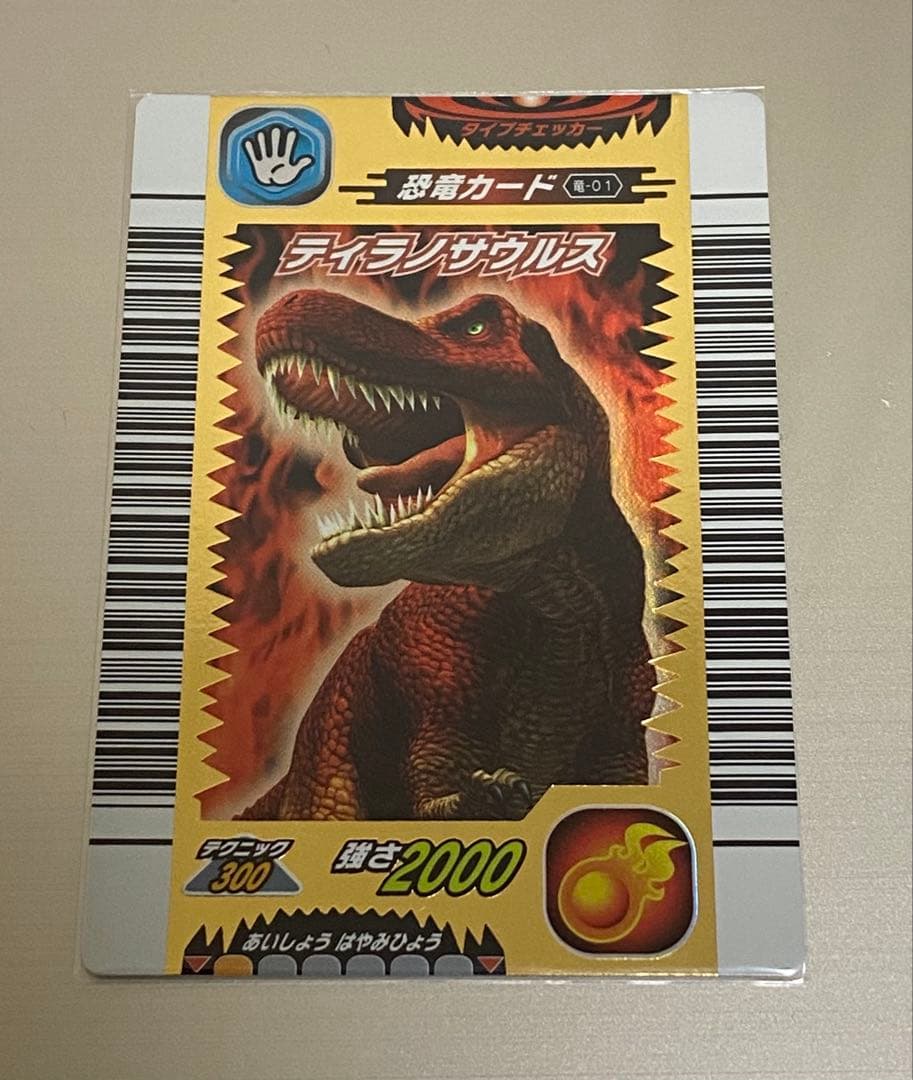 タイプチェッカー
恐竜カード 竜-01
ティラノサウルス
テクニック
300
強さ2000
あいしょう はやみひょう